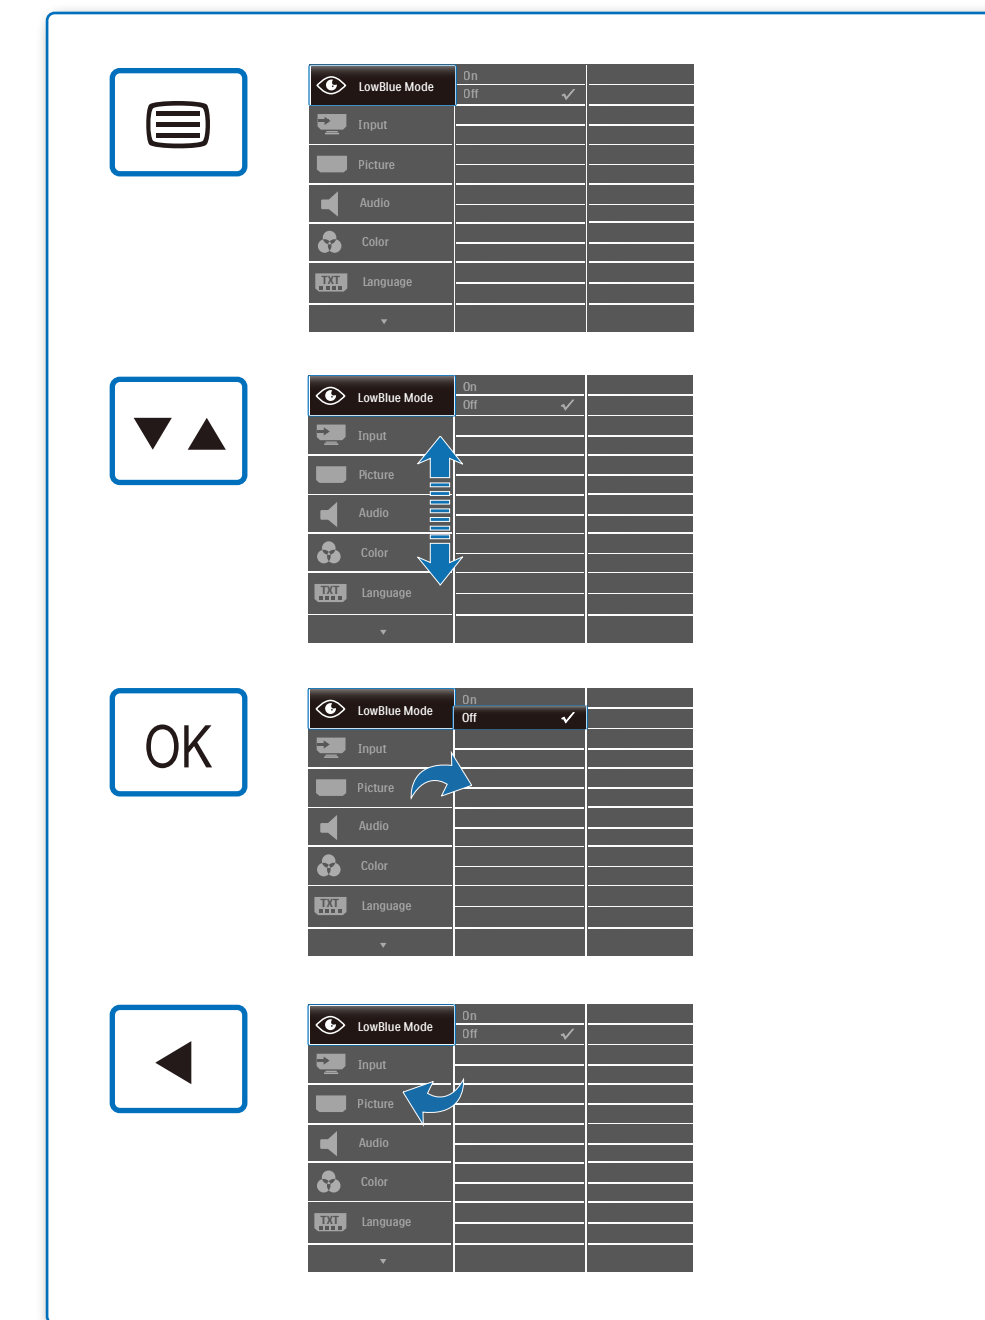 LowBlue Mode
On
Off
Input
Picture
Audio
Color
TXT
Language
LowBlue Mode
On
Off
Input
Picture
Audio
Color
TXT
Language
OK
LowBlue Mode
On
Off
Input
Picture
Audio
Color
TXT
Language
LowBlue Mode
On
Off
Input
Picture
Audio
Color
TXT
Language